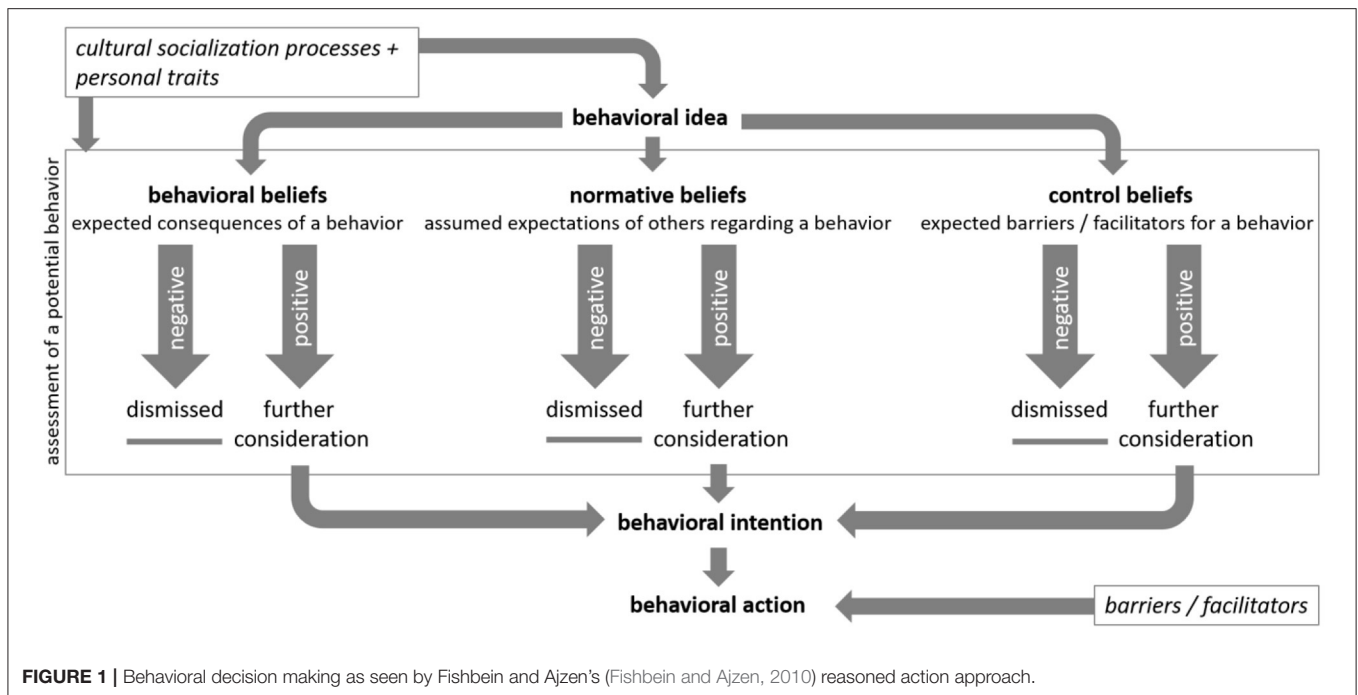 cultural socialization processes +
personal traits
behavioral idea
assessment of a potential behavior
behavioral beliefs
expected consequences of a behavior
normative beliefs
assumed expectations of others regarding a behavior
control beliefs
expected barriers / facilitators for a behavior
negative
positive
negative
positive
negative
positive
dismissed
further
consideration
dismissed
further
consideration
dismissed
further
consideration
behavioral intention
behavioral action
barriers / facilitators
FIGURE 1 | Behavioral decision making as seen by Fishbein and Ajzen's (Fishbein and Ajzen, 2010) reasoned action approach.